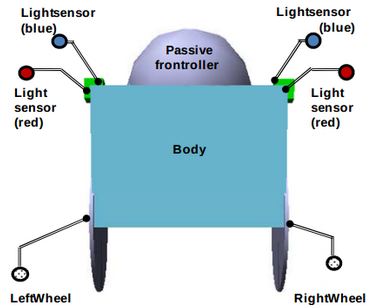 Lightsensor
(blue)
Lightsensor
(blue)
Passive
frontroller
Light
sensor
(red)
Light
sensor
(red)
Body
LeftWheel
RightWheel